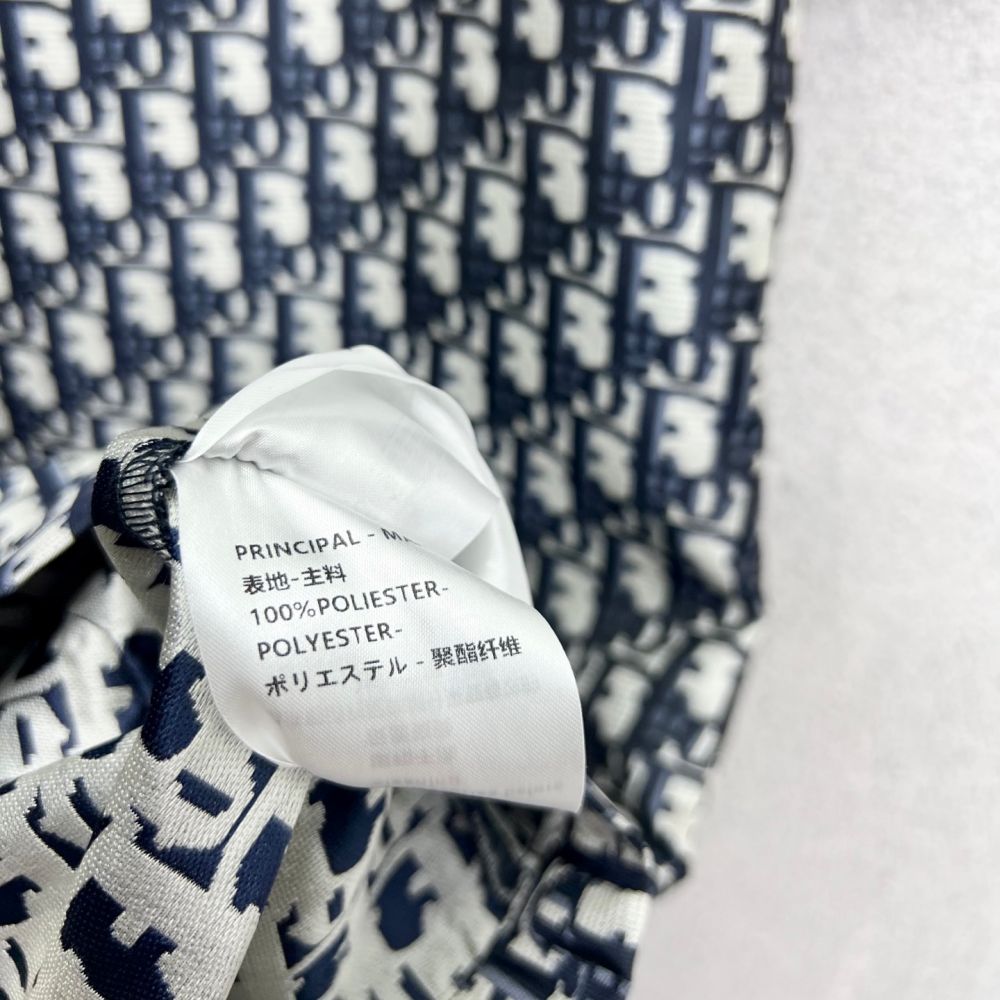 PRINCIPAL -
表地-主料
100%POLIESTER-
POLYESTER-
ポリエステル - 聚酯纤维